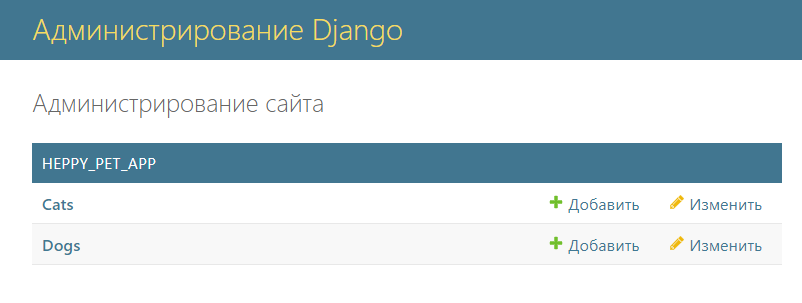 Администрирование Django
Администрирование сайта
HEPPY_PET_APP
Cats Добавить Изменить
Dogs Добавить Изменить